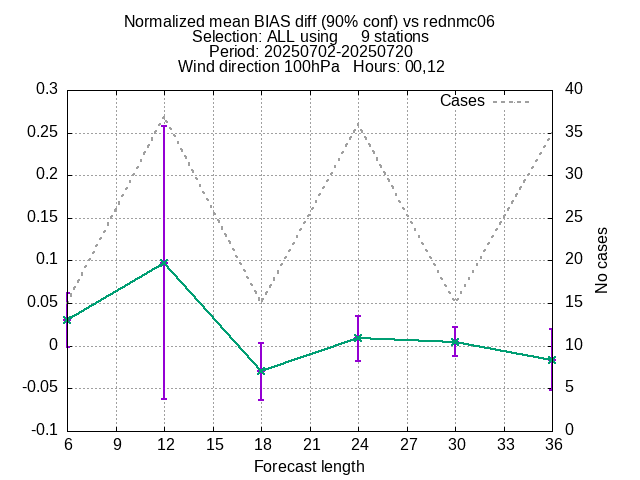 Normalized mean BIAS diff (90% conf) vs rednmc06
Selection: ALL using     9 stations
Period: 20250702-20250720
Wind direction 100hPa   Hours: 00,12
Cases
0.3
0.25
0.2
0.15
0.1
0.05
0
-0.05
-0.1
40
35
30
25
20
15
10
5
0
No cases
6 9 12 15 18 21 24 27 30 33 36
Forecast length